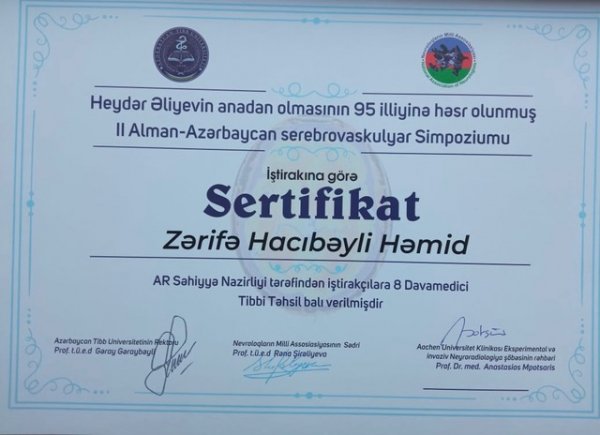 Heydər Əliyevin anadan olmasının 95 illiyinə həsr olunmuş
II Alman-Azərbaycan serebrovaskulyar Simpoziumu
İştirakına görə
Sertifikat
Zərifə Hacıbəyli Həmid
AR Səhiyyə Nazirliyi tərəfindən iştirakçılara 8 Davamedici
Tibbi Təhsil balı verilmişdir
Azərbaycan Tibb Universitetinin Rektoru
Prof. t.ü.e.d Gəray Gəraybəyli
Nevroloqların Milli Assosiasiyasının Sədri
Prof. t.ü.e.d Rəna Şirəliyeva
Aachen Universitet Klinikası Eksperimental və
invaziv Neyroradiologiya şöbəsinin rəhbəri
Prof. Dr. med. Anastasios Mpotsaris